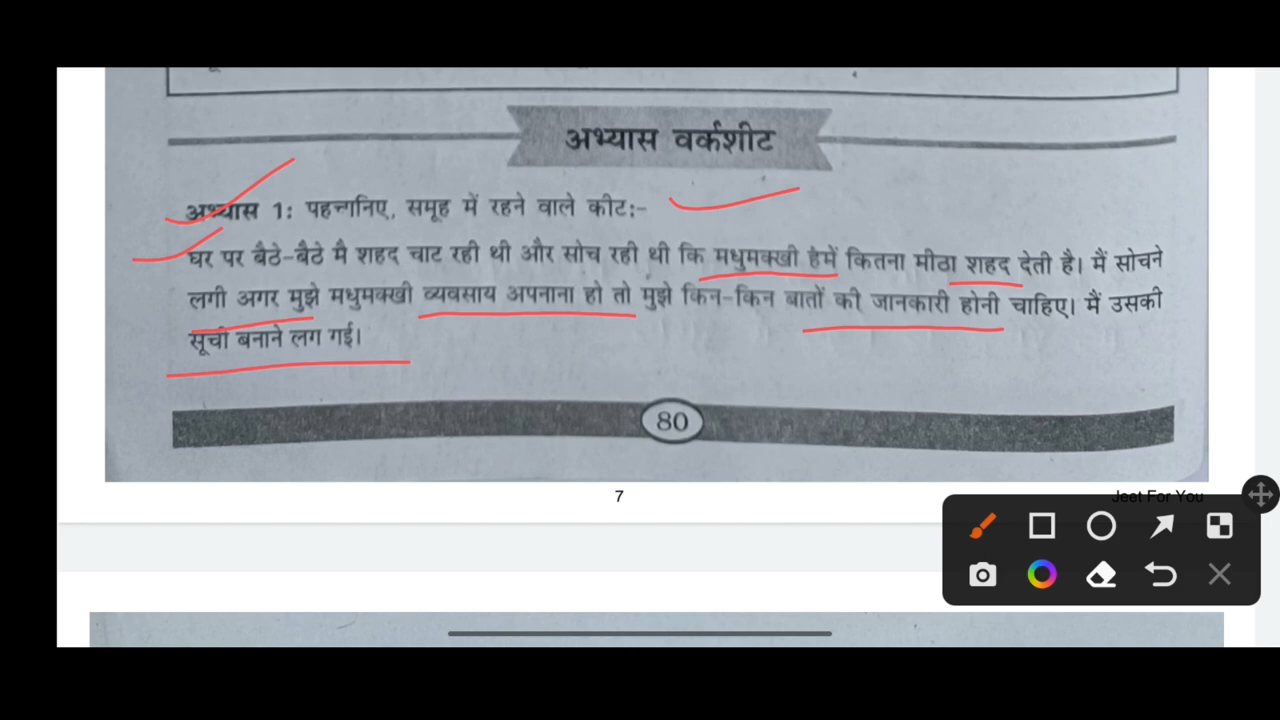 अभ्यास वर्कशीट
अभ्यास 1: पहचानिए, समूह में रहने वाले कीट:-
घर पर बैठे-बैठे मै शहद चाट रही थी और सोच रही थी कि मधुमक्खी हैमें कितना मीठा शहद देती है। मैं सोचने
लगी अगर मुझे मधुमक्खी व्यवसाय अपनाना हो तो मुझे किन-किन बातों की जानकारी होनी चाहिए। मैं उसकी
सूची बनाने लग गई।
80
7
Jeet For You